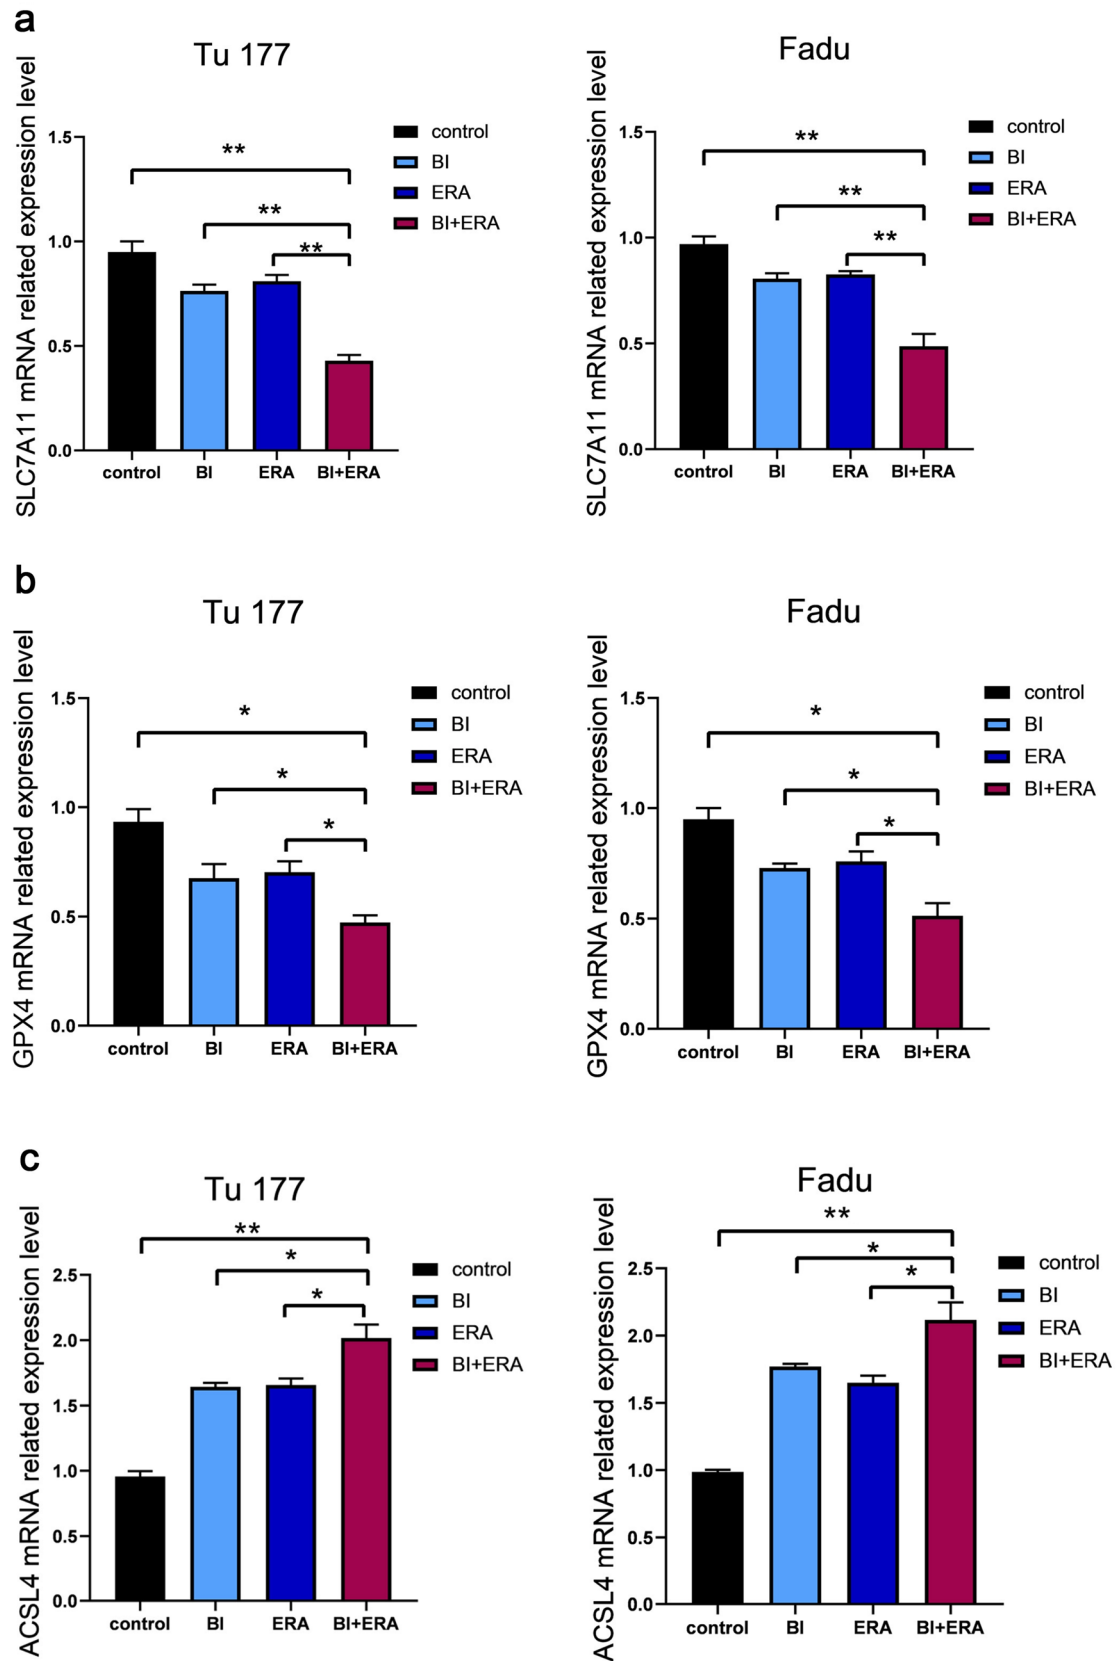 a
Tu 177
SLC7A11 mRNA related expression level
1.5
1.0
0.5
0.0
**
**
**
control
BI
ERA
BI+ERA
control BI ERA BI+ERA
Fadu
SLC7A11 mRNA related expression level
1.5
1.0
0.5
0.0
**
**
**
control
BI
ERA
BI+ERA
control BI ERA BI+ERA
b
Tu 177
GPX4 mRNA related expression level
1.5
1.0
0.5
0.0
*
*
*
control
BI
ERA
BI+ERA
control BI ERA BI+ERA
Fadu
GPX4 mRNA related expression level
1.5
1.0
0.5
0.0
*
*
*
control
BI
ERA
BI+ERA
control BI ERA BI+ERA
c
Tu 177
ACSL4 mRNA related expression level
2.5
2.0
1.5
1.0
0.5
0.0
**
*
*
control
BI
ERA
BI+ERA
control BI ERA BI+ERA
Fadu
ACSL4 mRNA related expression level
2.5
2.0
1.5
1.0
0.5
0.0
**
*
*
control
BI
ERA
BI+ERA
control BI ERA BI+ERA